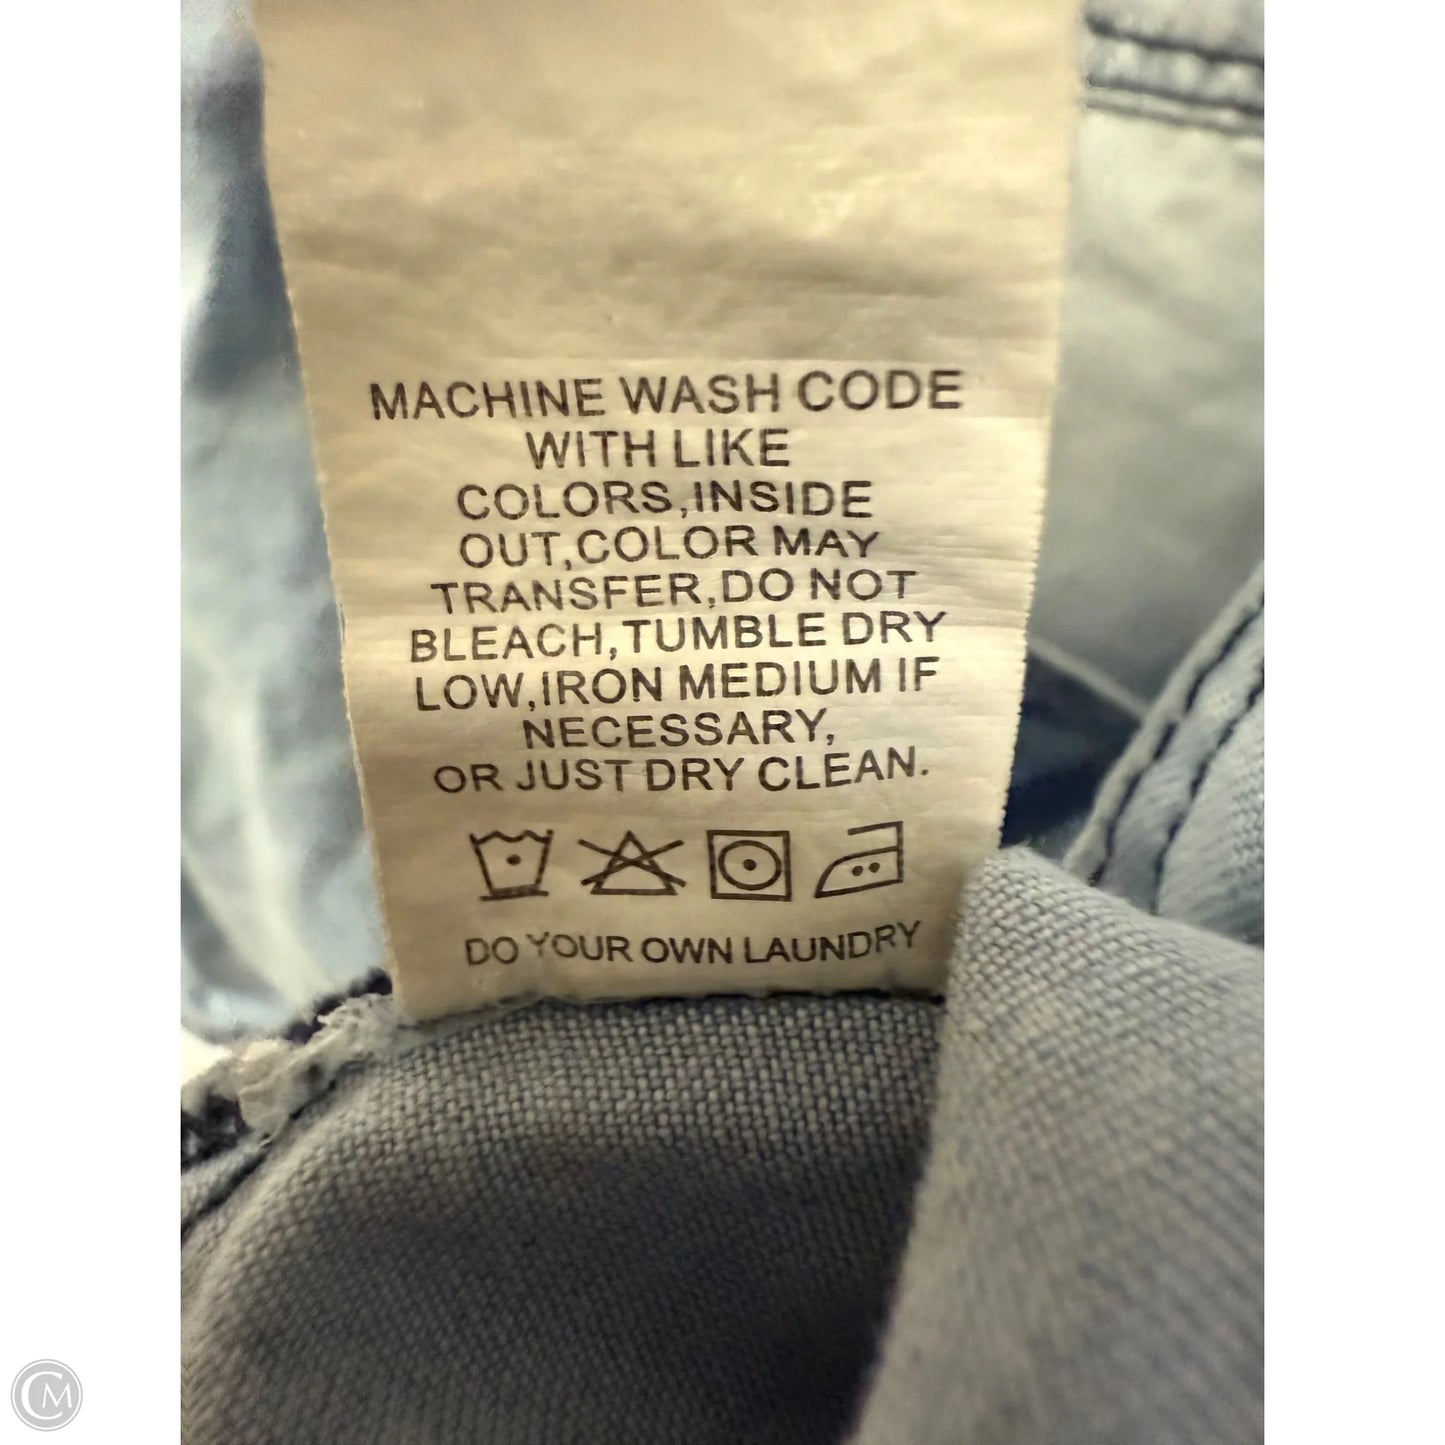 MACHINE WASH CODE
WITH LIKE
COLORS,INSIDE
OUT,COLOR MAY
TRANSFER,DO NOT
BLEACH,TUMBLE DRY
LOW,IRON MEDIUM IF
NECESSARY,
OR JUST DRY CLEAN.
DO YOUR OWN LAUNDRY
CM